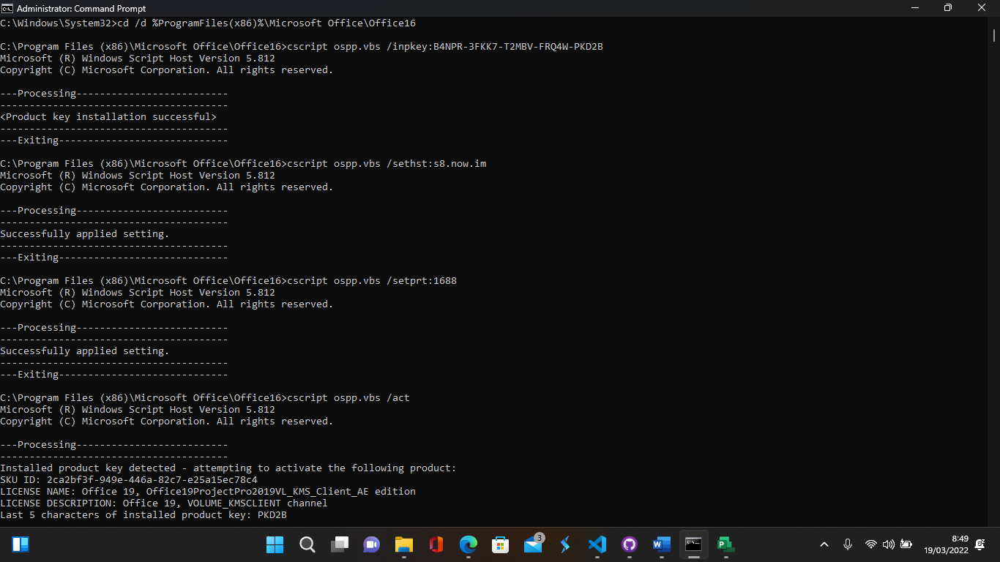 Administrator: Command Prompt
C:\Windows\System32>cd /d %ProgramFiles(x86)%\Microsoft Office\Office16
C:\Program Files (x86)\Microsoft Office\Office16>cscript ospp.vbs /inpkey:B4NPR-3FKK7-T2MBV-FRQ4W-PKD2B
Microsoft (R) Windows Script Host Version 5.812
Copyright (C) Microsoft Corporation. All rights reserved.
---Processing--------------------------
---------------------------------------
<Product key installation successful>
---------------------------------------
---Exiting-----------------------------
C:\Program Files (x86)\Microsoft Office\Office16>cscript ospp.vbs /sethst:s8.now.im
Microsoft (R) Windows Script Host Version 5.812
Copyright (C) Microsoft Corporation. All rights reserved.
---Processing--------------------------
---------------------------------------
Successfully applied setting.
---------------------------------------
---Exiting-----------------------------
C:\Program Files (x86)\Microsoft Office\Office16>cscript ospp.vbs /setprt:1688
Microsoft (R) Windows Script Host Version 5.812
Copyright (C) Microsoft Corporation. All rights reserved.
---Processing--------------------------
---------------------------------------
Successfully applied setting.
---------------------------------------
---Exiting-----------------------------
C:\Program Files (x86)\Microsoft Office\Office16>cscript ospp.vbs /act
Microsoft (R) Windows Script Host Version 5.812
Copyright (C) Microsoft Corporation. All rights reserved.
---Processing--------------------------
---------------------------------------
Installed product key detected - attempting to activate the following product:
SKU ID: 2ca2bf3f-949e-446a-82c7-e25a15ec78c4
LICENSE NAME: Office 19, Office19ProjectPro2019VL_KMS_Client_AE edition
LICENSE DESCRIPTION: Office 19, VOLUME_KMSCLIENT channel
Last 5 characters of installed product key: PKD2B
3
8:49
19/03/2022